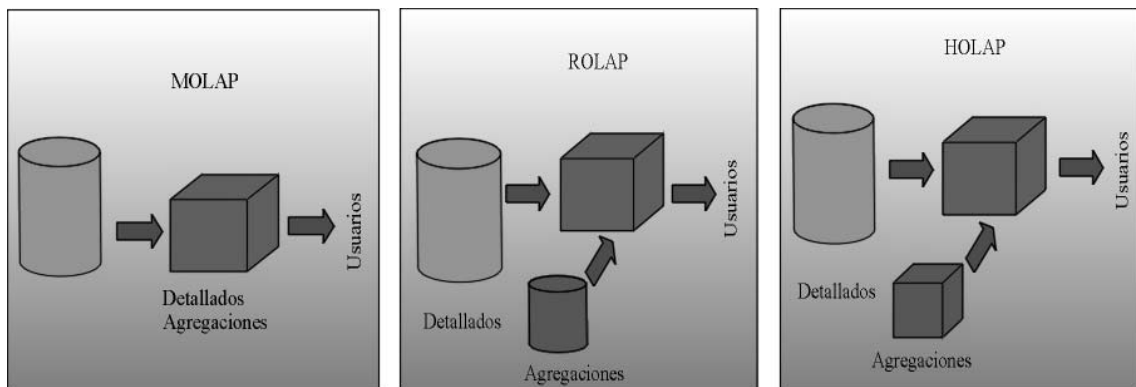 MOLAP
Usuarios
Detallados
Agregaciones
ROLAP
Usuarios
Detallados
Agregaciones
HOLAP
Usuarios
Detallados
Agregaciones